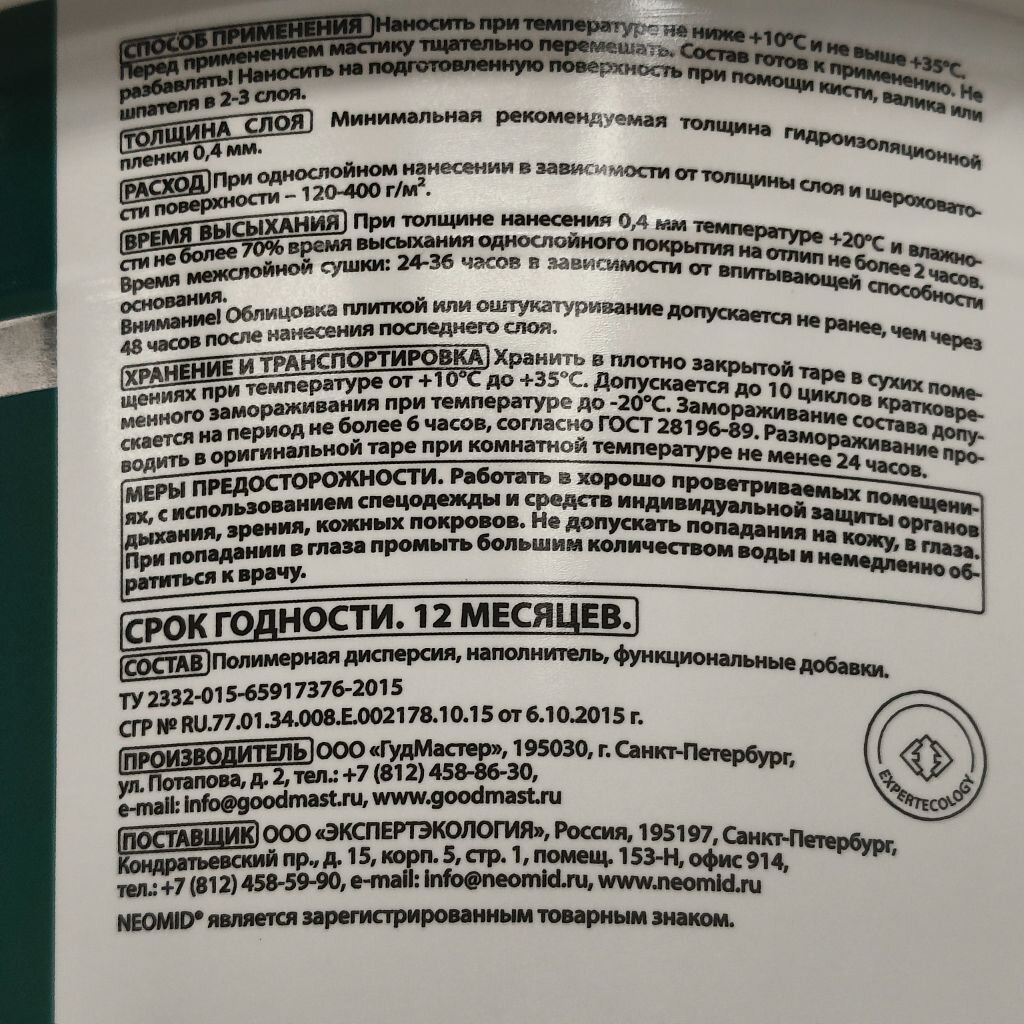 СПОСОБ ПРИМЕНЕНИЯ Наносить при температуре не ниже +10°С и не выше +35°С.
Перед применением мастику тщательно перемешать. Состав готов к применению. Не
разбавлять! Наносить на подготовленную поверхность при помощи кисти, валика или
шпателя в 2-3 слоя.
ТОЛЩИНА СЛОЯ Минимальная рекомендуемая толщина гидроизоляционной
пленки 0,4 мм.
РАСХОД При однослойном нанесении в зависимости от толщины слоя и шероховато-
сти поверхности – 120-400 г/м².
ВРЕМЯ ВЫСЫХАНИЯ При толщине нанесения 0,4 мм температуре +20°С и влажно-
сти не более 70% время высыхания однослойного покрытия на отлип не более 2 часов.
Время межслойной сушки: 24-36 часов в зависимости от впитывающей способности
основания.
Внимание! Облицовка плиткой или оштукатуривание допускается не ранее, чем через
48 часов после нанесения последнего слоя.
ХРАНЕНИЕ И ТРАНСПОРТИРОВКА Хранить в плотно закрытой таре в сухих поме-
щениях при температуре от +10°С до +35°С. Допускается до 10 циклов кратковре-
менного замораживания при температуре до -20°С. Замораживание состава допу-
скается на период не более 6 часов, согласно ГОСТ 28196-89. Размораживание про-
водить в оригинальной таре при комнатной температуре не менее 24 часов.
МЕРЫ ПРЕДОСТОРОЖНОСТИ. Работать в хорошо проветриваемых помещени-
ях, с использованием спецодежды и средств индивидуальной защиты органов
дыхания, зрения, кожных покровов. Не допускать попадания на кожу, в глаза.
При попадании в глаза промыть большим количеством воды и немедленно об-
ратиться к врачу.
СРОК ГОДНОСТИ. 12 МЕСЯЦЕВ.
СОСТАВ Полимерная дисперсия, наполнитель, функциональные добавки.
ТУ 2332-015-65917376-2015
СГР № RU.77.01.34.008.Е.002178.10.15 от 6.10.2015 г.
ПРОИЗВОДИТЕЛЬ ООО «ГудМастер», 195030, г. Санкт-Петербург,
ул. Потапова, д. 2, тел.: +7 (812) 458-86-30,
e-mail: info@goodmast.ru, www.goodmast.ru
EXPERTECOLOGY
ПОСТАВЩИК ООО «ЭКСПЕРТЭКОЛОГИЯ», Россия, 195197, Санкт-Петербург,
Кондратьевский пр., д. 15, корп. 5, стр. 1, помещ. 153-Н, офис 914,
тел.: +7 (812) 458-59-90, e-mail: info@neomid.ru, www.neomid.ru
NEOMID® является зарегистрированным товарным знаком.